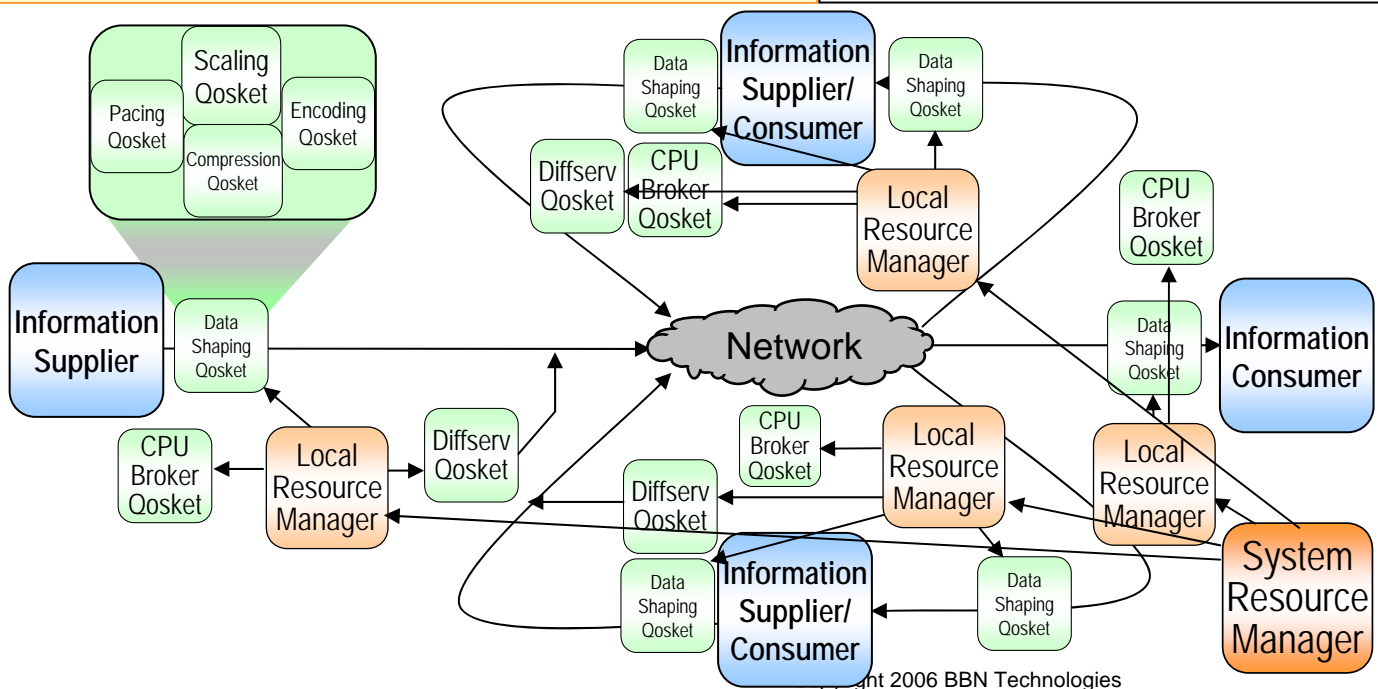 Scaling
Qosket
Pacing
Qosket
Encoding
Qosket
Compression
Qosket
Data
Shaping
Qosket
Information
Supplier/
Consumer
Data
Shaping
Qosket
Diffserv
Qosket
CPU
Broker
Qosket
Local
Resource
Manager
CPU
Broker
Qosket
Information
Supplier
Data
Shaping
Qosket
Network
Data
Shaping
Qosket
Information
Consumer
CPU
Broker
Qosket
Local
Resource
Manager
Diffserv
Qosket
CPU
Broker
Qosket
Local
Resource
Manager
Local
Resource
Manager
Diffserv
Qosket
Data
Shaping
Qosket
Information
Supplier/
Consumer
Data
Shaping
Qosket
System
Resource
Manager
2006 BBN Technologies